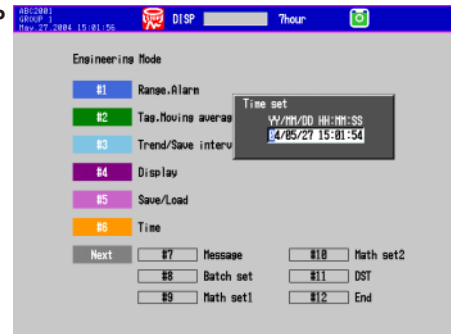 ABC2001
GROUP 1
May.27.2004 15:01:56
DISP
7hour
Engineering Mode
#1 Range.Alarm
#2 Tag.Moving averag
#3 Trend/Save interv
#4 Display
#5 Save/Load
#6 Time
Time set
YY/MM/DD HH:MM:SS
04/05/27 15:01:54
Next #7 Message #10 Math set2
#8 Batch set #11 DST
#9 Math set1 #12 End